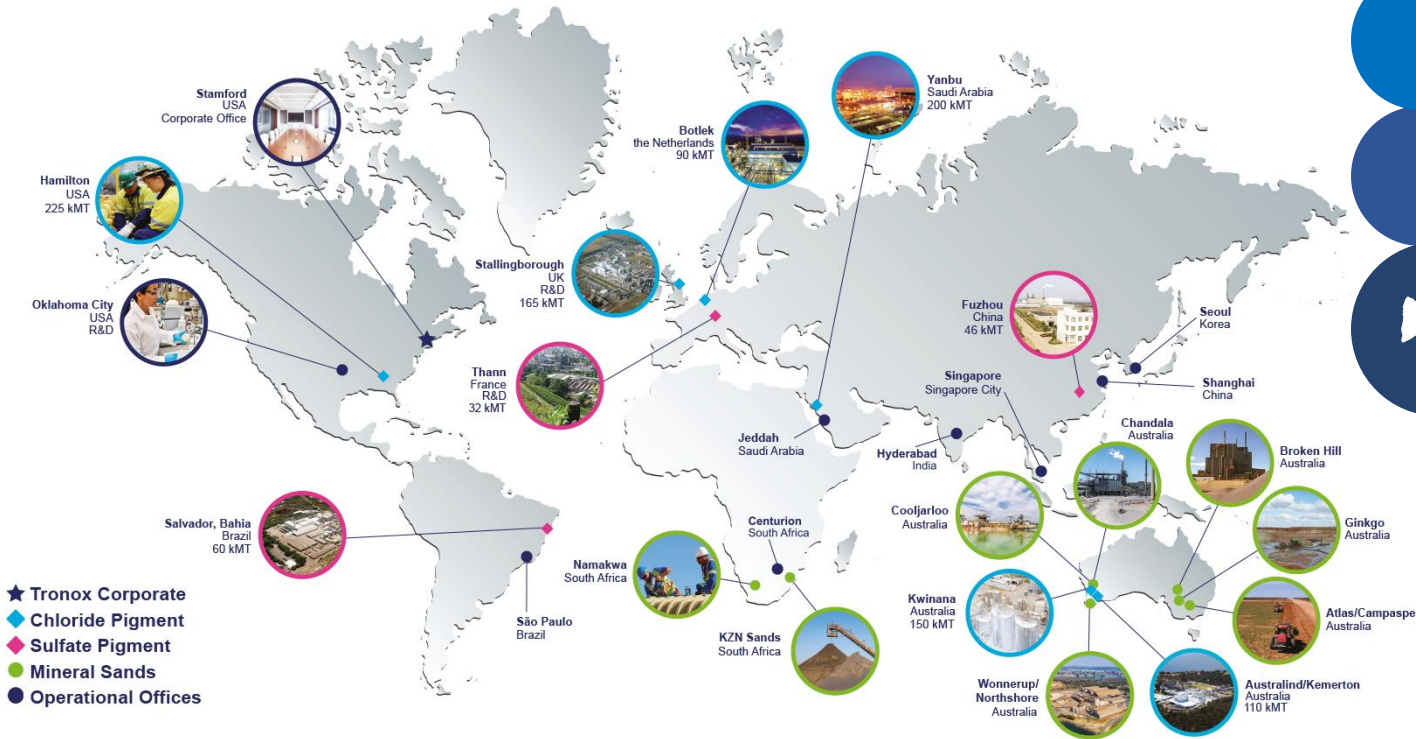 Stamford
USA
Corporate Office
Hamilton
USA
225 kMT
Oklahoma City
USA
R&D
Botlek
the Netherlands
90 kMT
Yanbu
Saudi Arabia
200 kMT
Stallingborough
UK
R&D
165 kMT
Thann
France
R&D
32 kMT
Fuzhou
China
46 kMT
Seoul
Korea
Shanghai
China
Singapore
Singapore City
Jeddah
Saudi Arabia
Hyderabad
India
Chandala
Australia
Broken Hill
Australia
Cooljarloo
Australia
Ginkgo
Australia
Salvador, Bahia
Brazil
60 kMT
São Paulo
Brazil
Centurion
South Africa
Namakwa
South Africa
KZN Sands
South Africa
Kwinana
Australia
150 kMT
Atlas/Campaspe
Australia
Wonnerup/
Northshore
Australia
Australind/Kemerton
Australia
110 kMT
Tronox Corporate
Chloride Pigment
Sulfate Pigment
Mineral Sands
Operational Offices